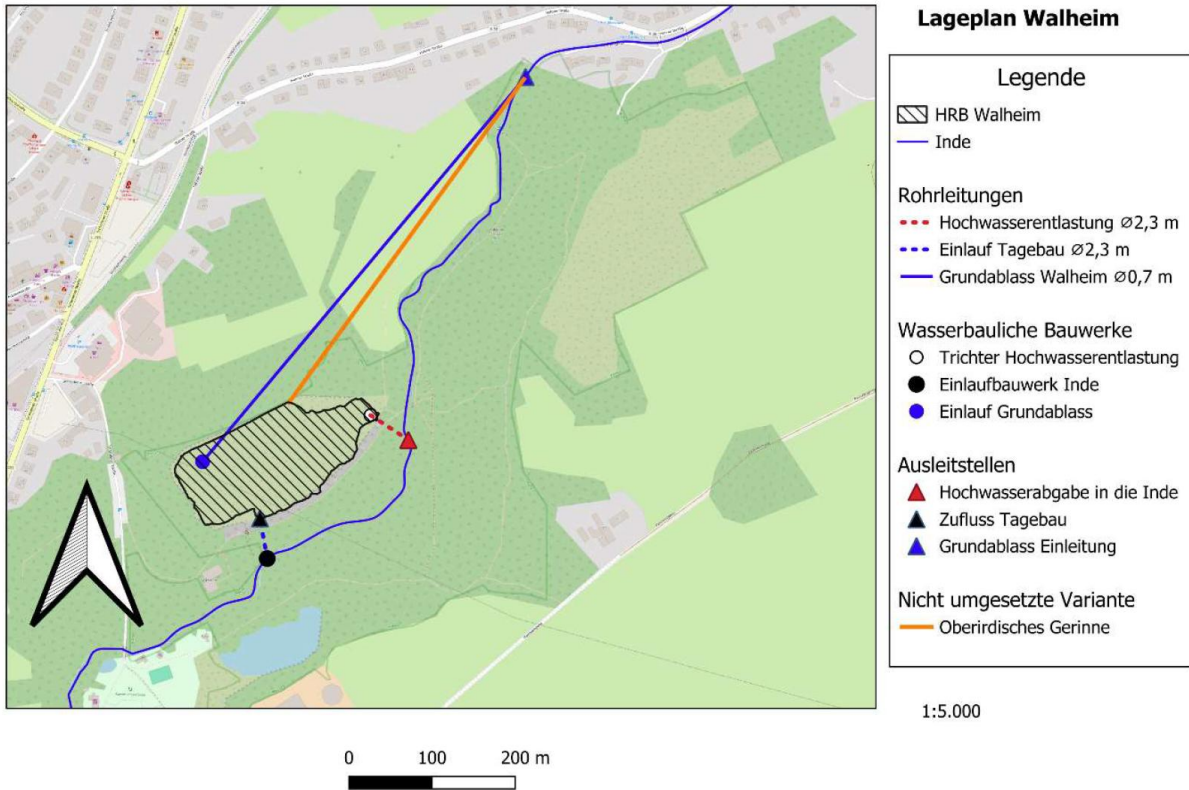 Lageplan Walheim
Legende
HRB Walheim
Inde
Rohrleitungen
Hochwasserentlastung ∅2,3 m
Einlauf Tagebau ∅2,3 m
Grundablass Walheim ∅0,7 m
Wasserbauliche Bauwerke
Trichter Hochwasserentlastung
Einlaufbauwerk Inde
Einlauf Grundablass
Ausleitstellen
Hochwasserabgabe in die Inde
Zufluss Tagebau
Grundablass Einleitung
Nicht umgesetzte Variante
Oberirdisches Gerinne
1:5.000
0 100 200 m